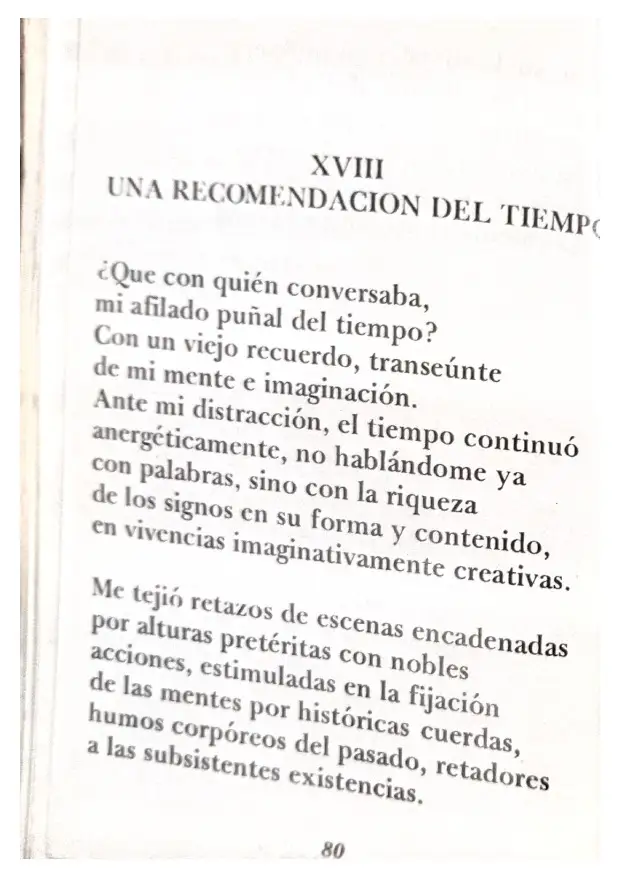 XVIII
UNA RECOMENDACION DEL TIEMPO
¿Que con quién conversaba,
mi afilado puñal del tiempo?
Con un viejo recuerdo, transeúnte
de mi mente e imaginación.
Ante mi distracción, el tiempo continuó
anergéticamente, no hablándome ya
con palabras, sino con la riqueza
de los signos en su forma y contenido,
en vivencias imaginativamente creativas.
Me tejió retazos de escenas encadenadas
por alturas pretéritas con nobles
acciones, estimuladas en la fijación
de las mentes por históricas cuerdas,
humos corpóreos del pasado, retadores
a las subsistentes existencias.
80